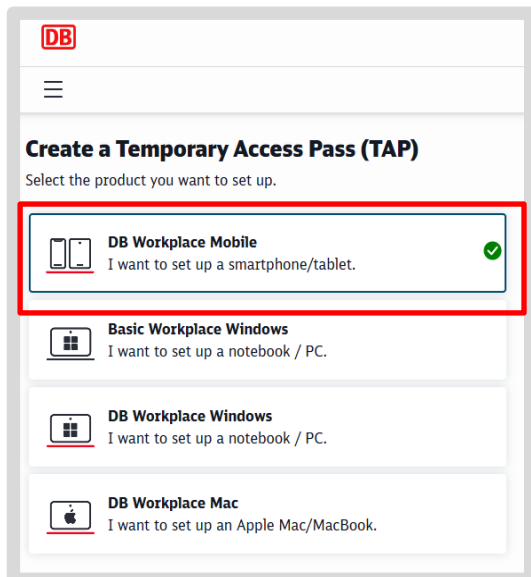 DB
Create a Temporary Access Pass (TAP)
Select the product you want to set up.
DB Workplace Mobile
I want to set up a smartphone/tablet.
Basic Workplace Windows
I want to set up a notebook / PC.
DB Workplace Windows
I want to set up a notebook / PC.
DB Workplace Mac
I want to set up an Apple Mac/MacBook.